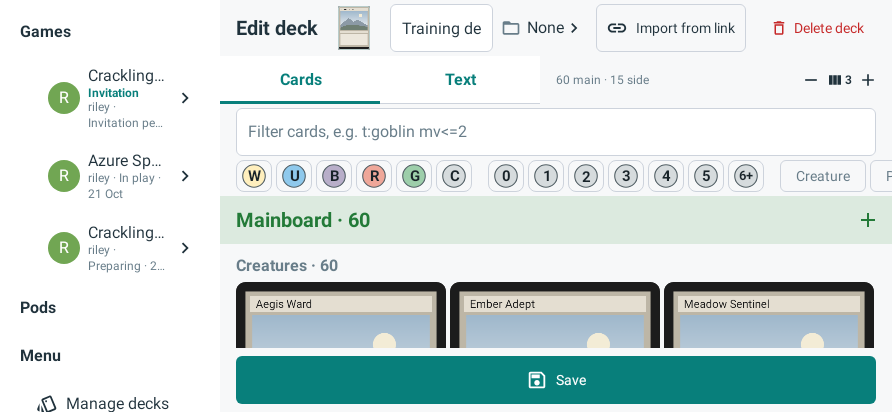 Games
R
Crackling...
Invitation
riley ·
Invitation pe...
R
Azure Sp...
riley · In play ·
21 Oct
R
Crackling...
riley ·
Preparing · 2...
Pods
Menu
Manage decks
Edit deck
Training de
None
Import from link
Delete deck
Cards
Text
60 main · 15 side
3
Filter cards, e.g. t:goblin mv<=2
W U B R G C 0 1 2 3 4 5 6+
Creature
Mainboard · 60
Creatures · 60
Aegis Ward
Ember Adept
Meadow Sentinel
Save